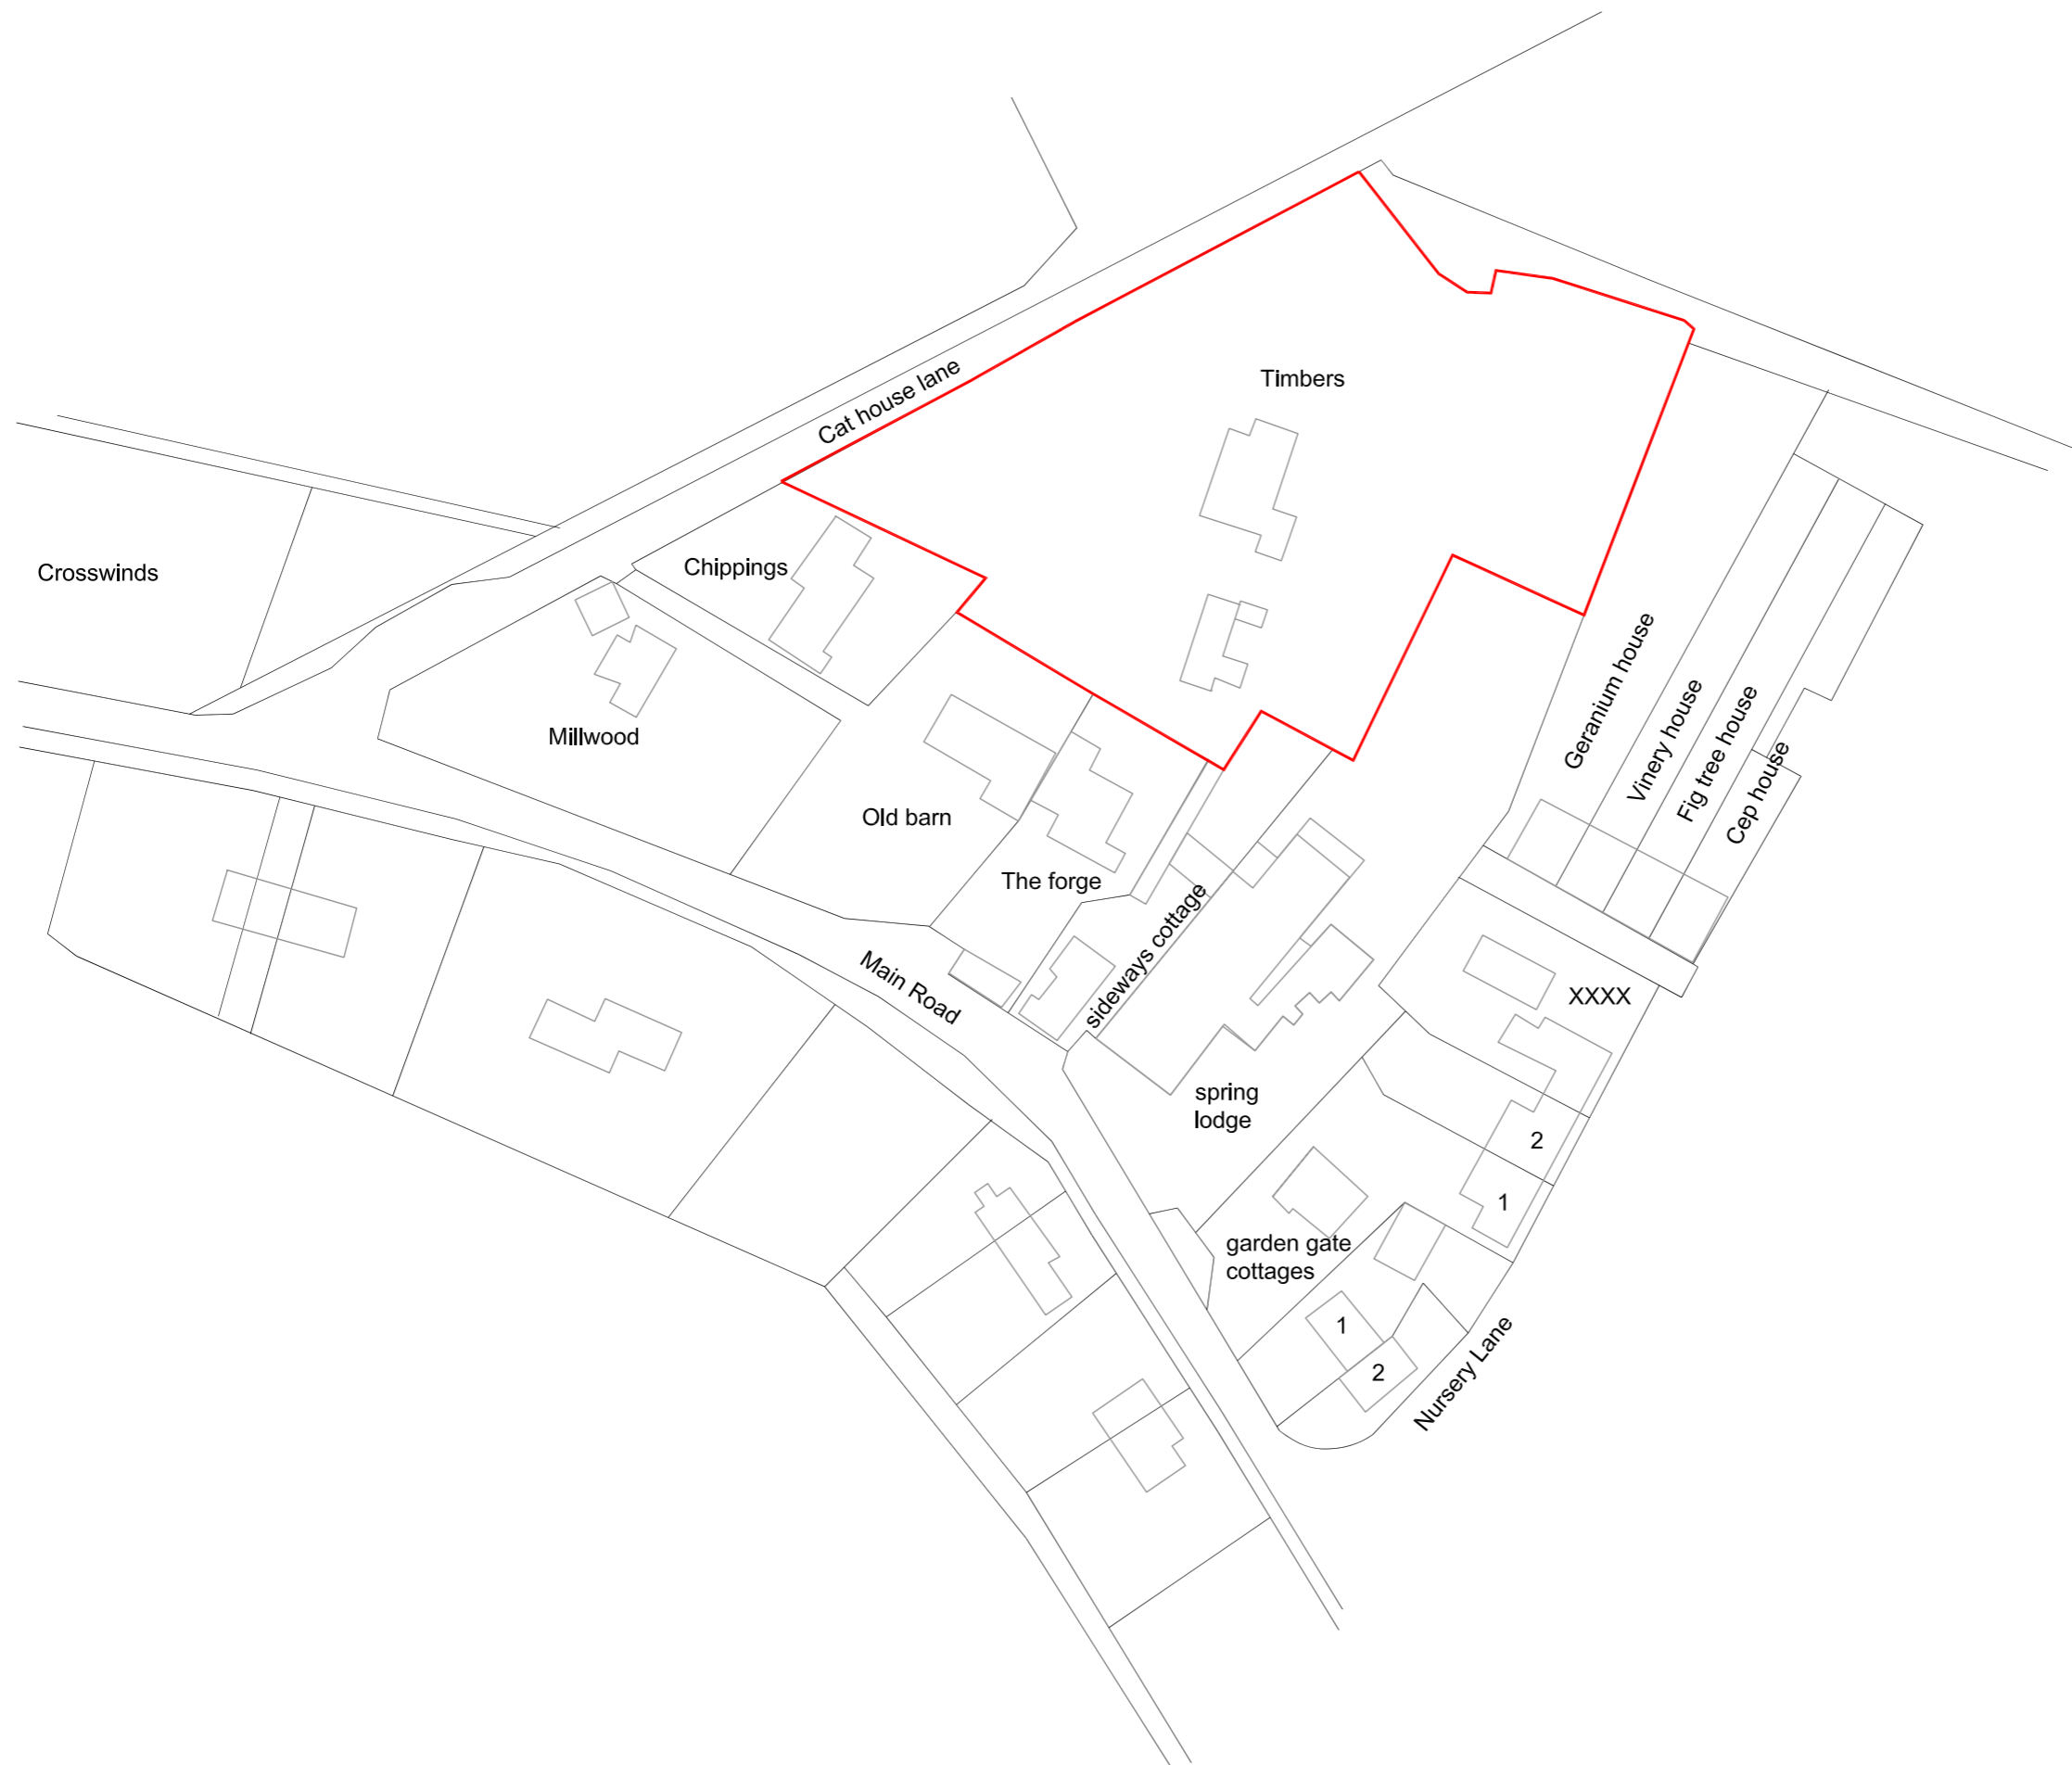 Timbers
Cat house lane
Chippings
Crosswinds
Millwood
Old barn
The forge
Geranium house
Vinery house
Fig tree house
Cep house
sideways cottage
Main Road
XXXX
spring
lodge
2
1
garden gate
cottages
1
2
Nursery Lane